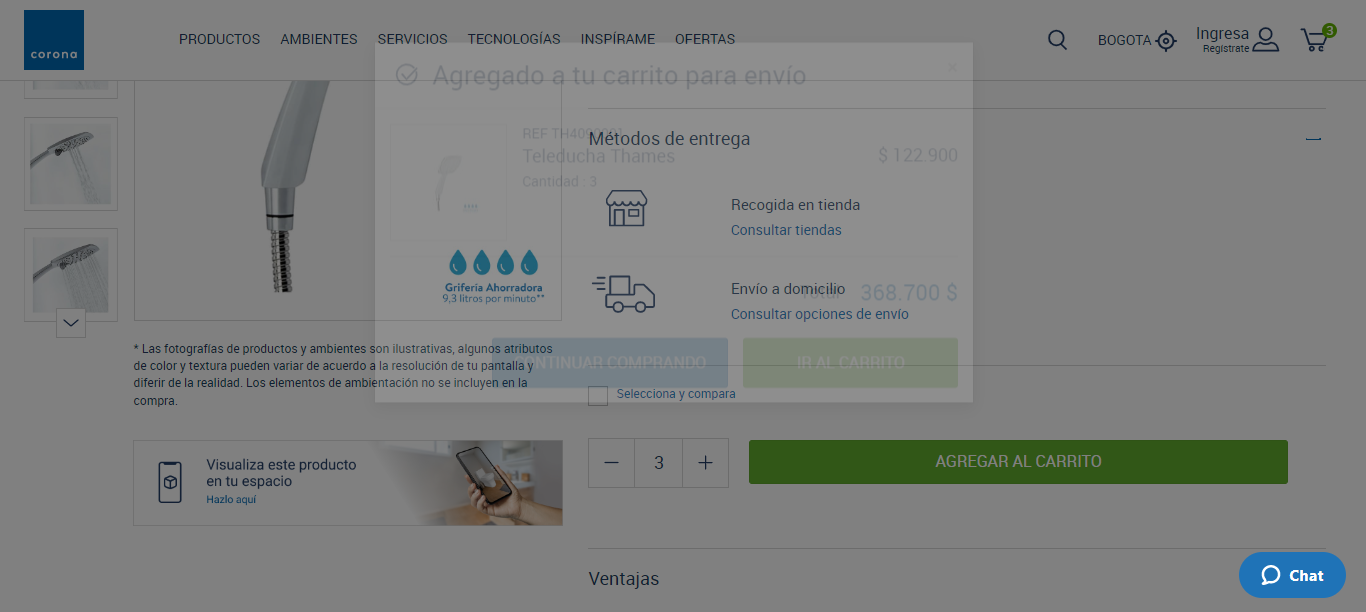 corona
PRODUCTOS AMBIENTES SERVICIOS TECNOLOGÍAS INSPÍRAME OFERTAS
BOGOTA
Ingresa
Regístrate
3
Agregado a tu carrito para envío
×
Métodos de entrega
Teleducha Thames
$ 122.900
Cantidad : 3
Recogida en tienda
Consultar tiendas
Grifería Ahorradora
9,3 litros por minuto**
Envío a domicilio
Total 368.700 $
Consultar opciones de envío
CONTINUAR COMPRANDO
IR AL CARRITO
* Las fotografías de productos y ambientes son ilustrativas, algunos atributos
de color y textura pueden variar de acuerdo a la resolución de tu pantalla y
diferir de la realidad. Los elementos de ambientación no se incluyen en la
compra.
Selecciona y compara
Visualiza este producto
en tu espacio
Hazlo aquí
3
AGREGAR AL CARRITO
Ventajas
Chat